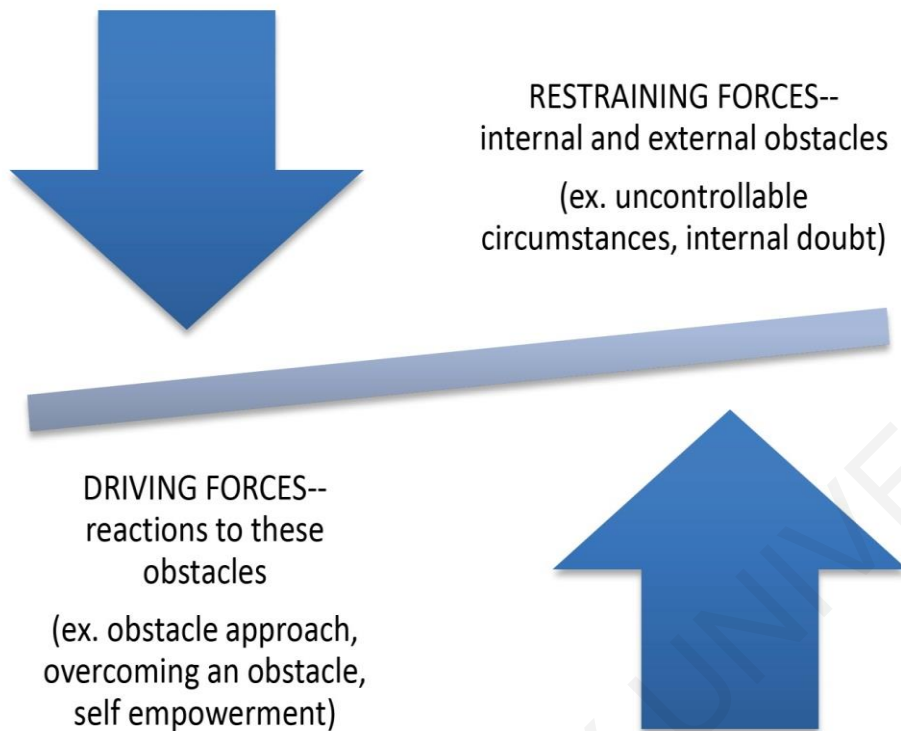 RESTRAINING FORCES--
internal and external obstacles
(ex. uncontrollable
circumstances, internal doubt)
DRIVING FORCES--
reactions to these
obstacles
(ex. obstacle approach,
overcoming an obstacle,
self empowerment)